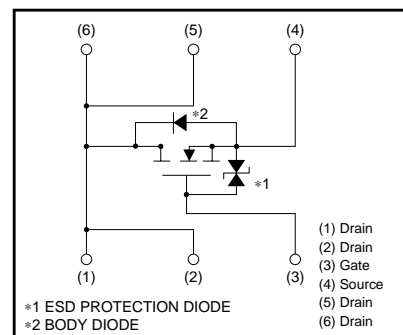 (6) (5) (4)
∗2
∗1
(1) Drain
(2) Drain
(3) Gate
(4) Source
(5) Drain
(6) Drain
(1) (2) (3)
∗1 ESD PROTECTION DIODE
∗2 BODY DIODE